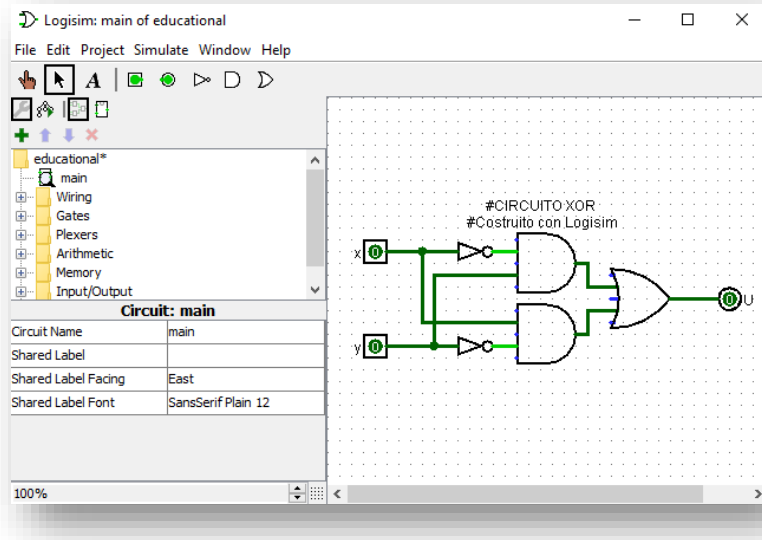 Logisim: main of educational
File Edit Project Simulate Window Help
A
educational*
main
Wiring
Gates
Plexers
Arithmetic
Memory
Input/Output
Circuit: main
Circuit Name main
Shared Label
Shared Label Facing East
Shared Label Font SansSerif Plain 12
100%
#CIRCUITO XOR
#Costruito con Logisim
x 0
0 U
y 0